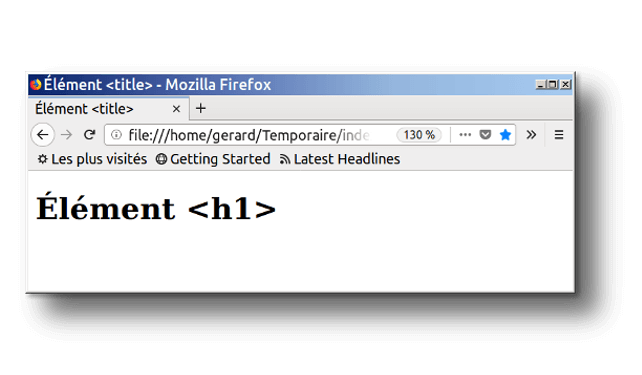 Élément <title> - Mozilla Firefox
Élément <title>
file:///home/gerard/Temporaire/inde
130 %
Les plus visités Getting Started Latest Headlines
Élément <h1>